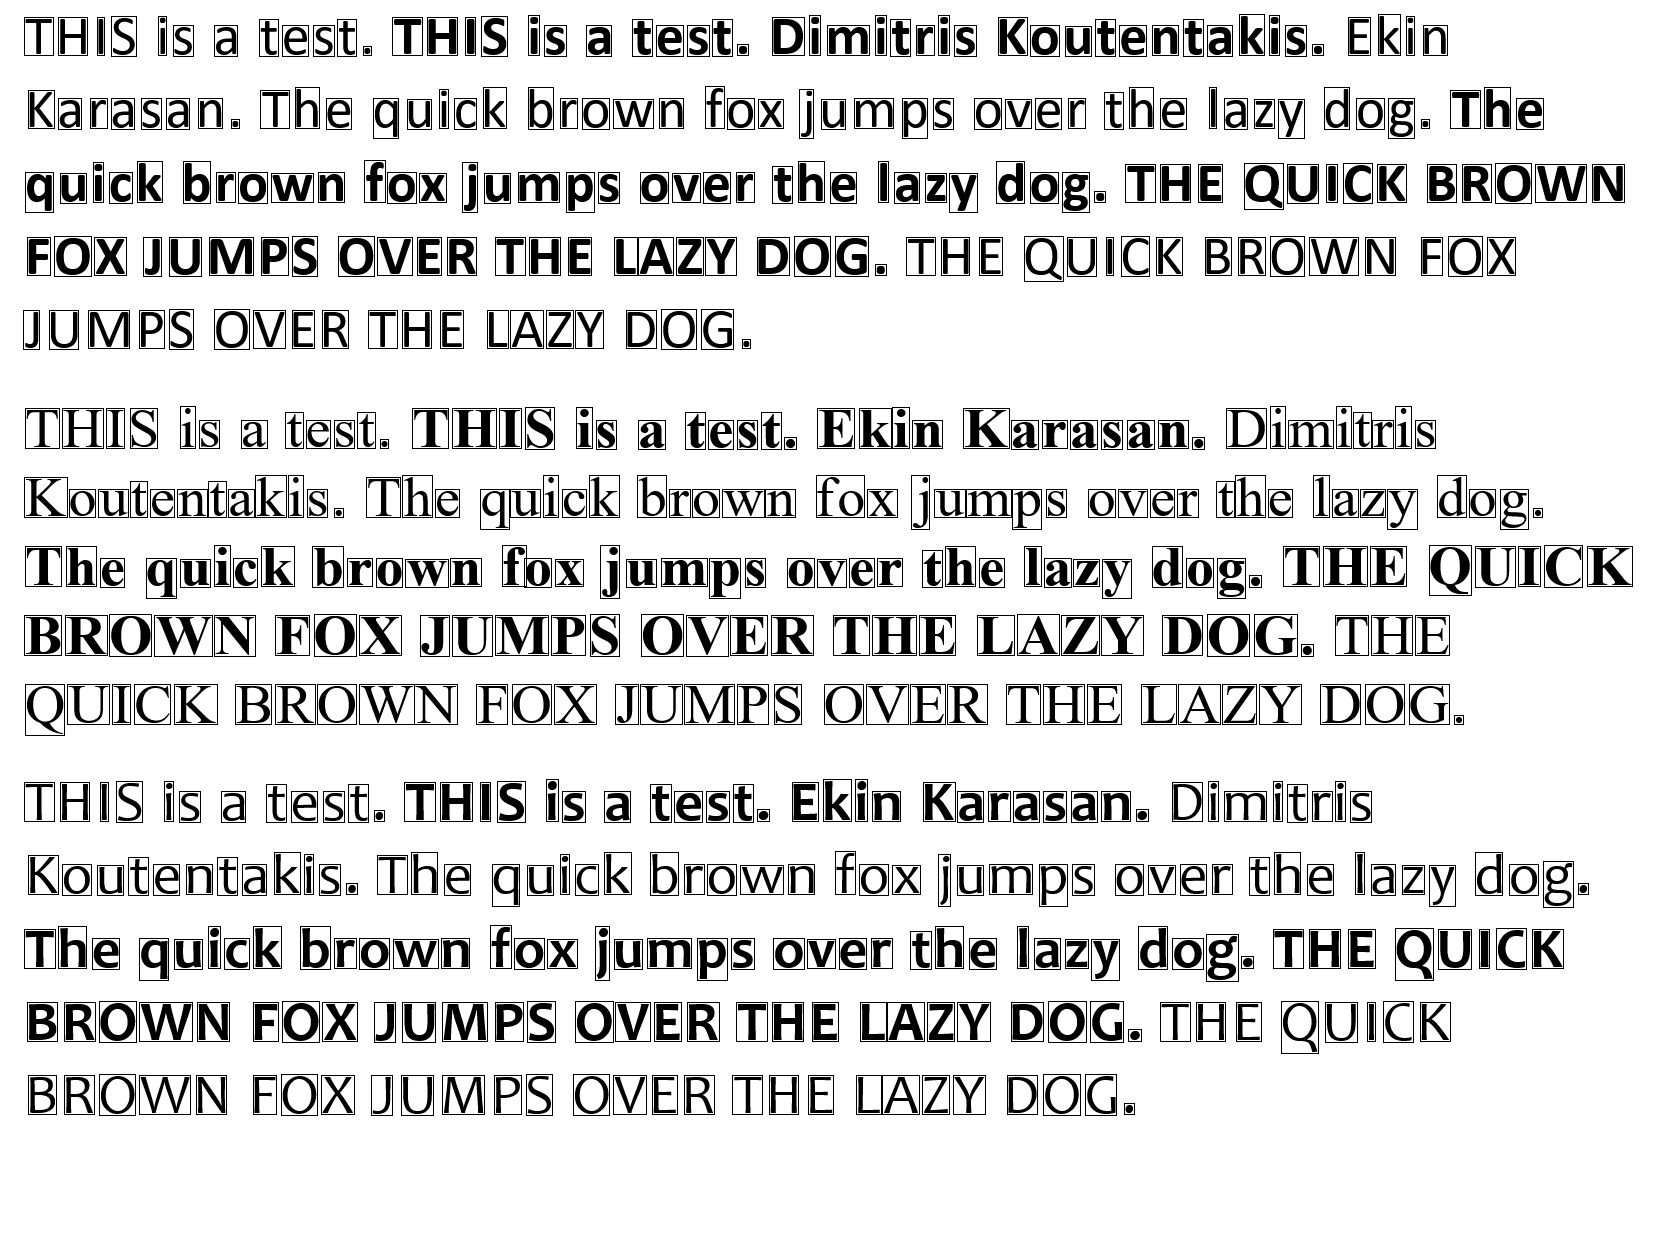 THIS is a test. THIS is a test. Dimitris Koutentakis. Ekin
Karasan. The quick brown fox jumps over the lazy dog. The
quick brown fox jumps over the lazy dog. THE QUICK BROWN
FOX JUMPS OVER THE LAZY DOG. THE QUICK BROWN FOX
JUMPS OVER THE LAZY DOG.
THIS is a test. THIS is a test. Ekin Karasan. Dimitris
Koutentakis. The quick brown fox jumps over the lazy dog.
The quick brown fox jumps over the lazy dog. THE QUICK
BROWN FOX JUMPS OVER THE LAZY DOG. THE
QUICK BROWN FOX JUMPS OVER THE LAZY DOG.
THIS is a test. THIS is a test. Ekin Karasan. Dimitris
Koutentakis. The quick brown fox jumps over the lazy dog.
The quick brown fox jumps over the lazy dog. THE QUICK
BROWN FOX JUMPS OVER THE LAZY DOG. THE QUICK
BROWN FOX JUMPS OVER THE LAZY DOG.